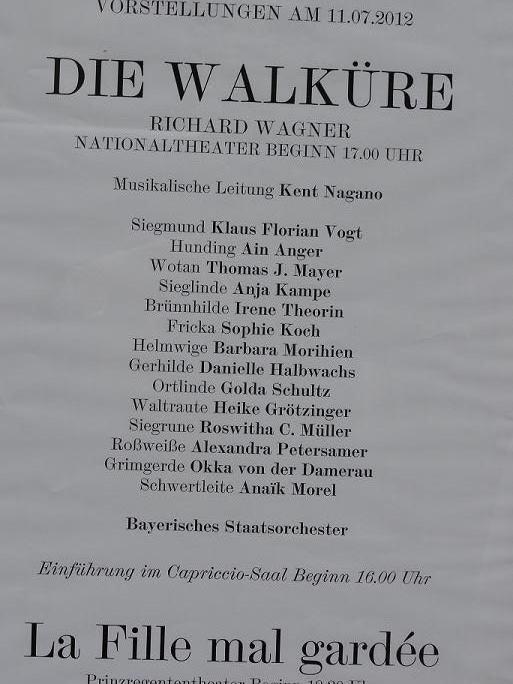 VORSTELLUNGEN AM 11.07.2012
DIE WALKÜRE
RICHARD WAGNER
NATIONALTHEATER BEGINN 17.00 UHR
Musikalische Leitung Kent Nagano
Siegmund Klaus Florian Vogt
Hunding Ain Anger
Wotan Thomas J. Mayer
Sieglinde Anja Kampe
Brünnhilde Irene Theorin
Fricka Sophie Koch
Helmwige Barbara Morihien
Gerhilde Danielle Halbwachs
Ortlinde Golda Schultz
Waltraute Heike Grötzinger
Siegrune Roswitha C. Müller
Roßweiße Alexandra Petersamer
Grimgerde Okka von der Damerau
Schwertleite Anaïk Morel
Bayerisches Staatsorchester
Einführung im Capriccio-Saal Beginn 16.00 Uhr
La Fille mal gardée
Prinzregententheater Beginn